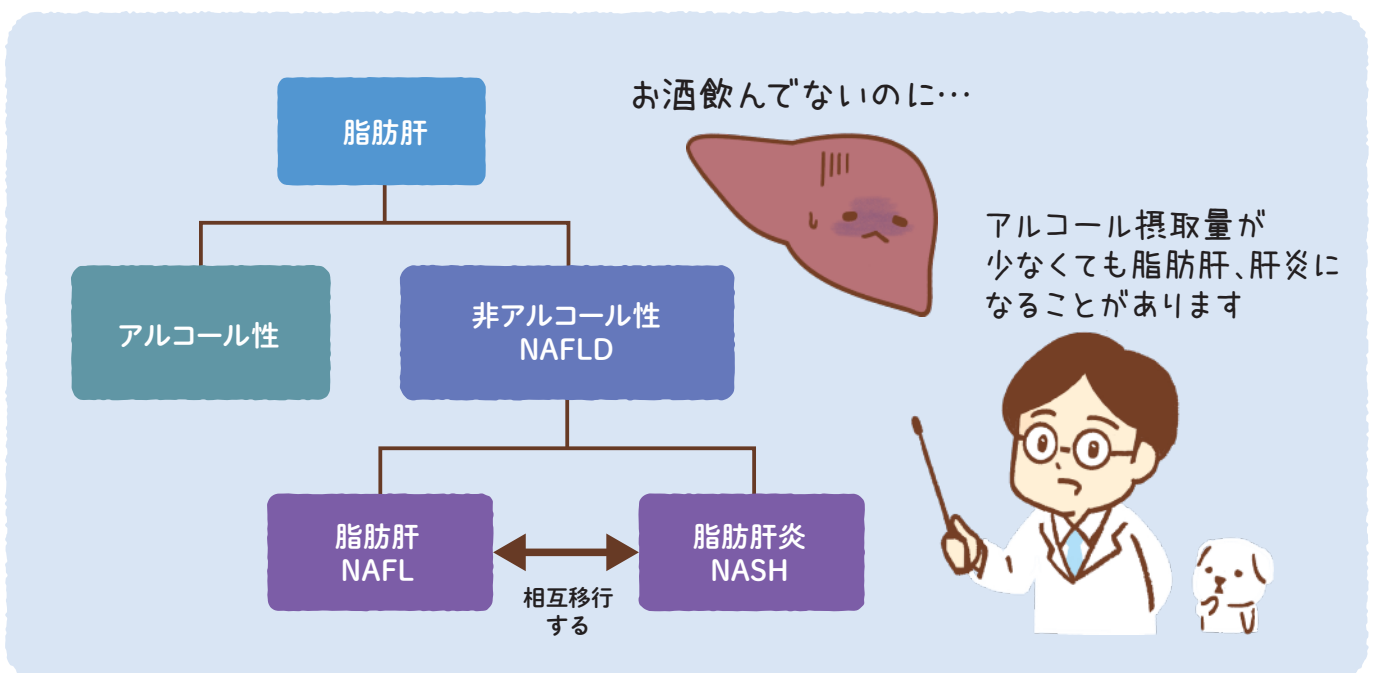 脂肪肝
お酒飲んでないのに…
アルコール性
非アルコール性
NAFLD
アルコール摂取量が
少なくても脂肪肝、肝炎に
なることがあります
脂肪肝
NAFL
相互移行
する
脂肪肝炎
NASH